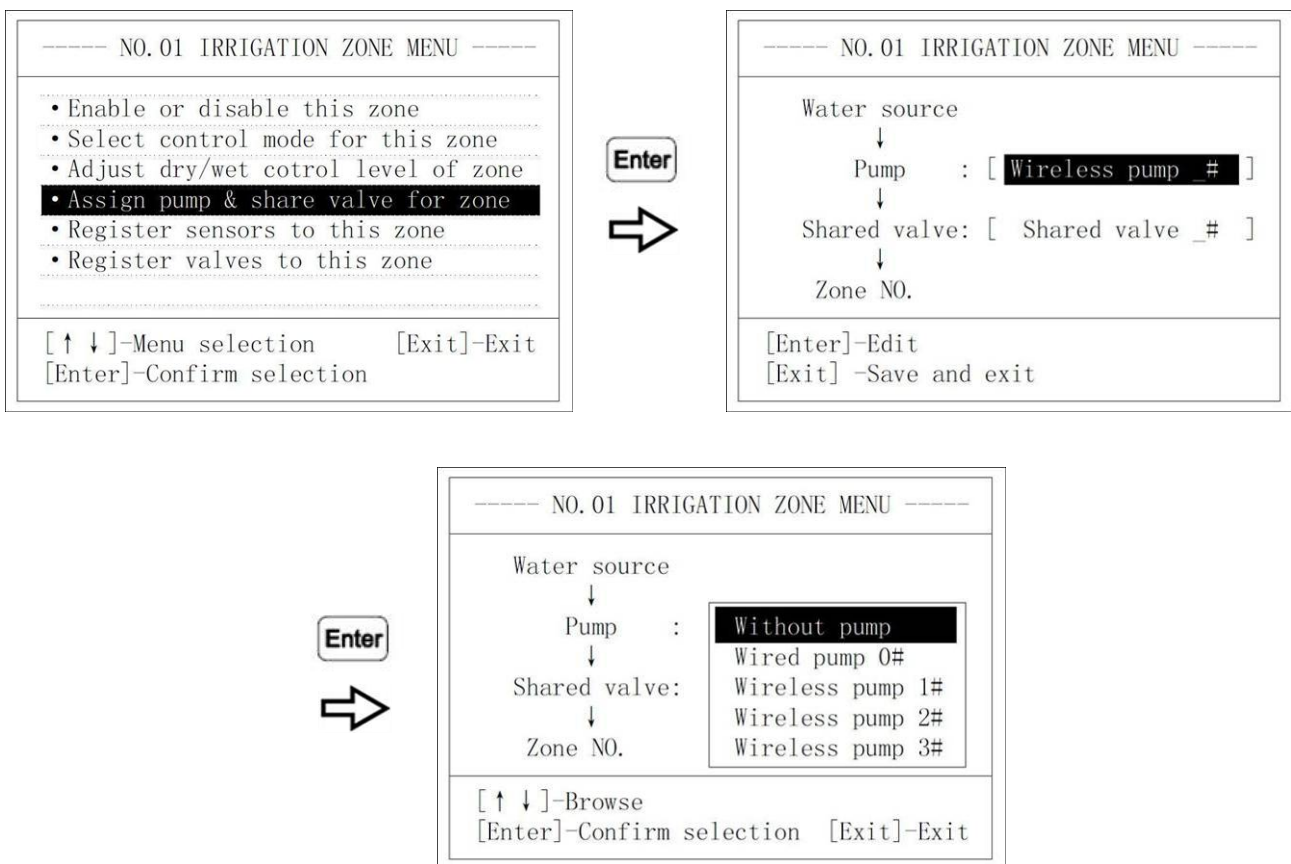 ----- NO.01 IRRIGATION ZONE MENU -----
•Enable or disable this zone
•Select control mode for this zone
•Adjust dry/wet cotrol level of zone
•Assign pump & share valve for zone
•Register sensors to this zone
•Register valves to this zone
[↑↓]-Menu selection [Exit]-Exit
[Enter]-Confirm selection
Enter
----- NO.01 IRRIGATION ZONE MENU -----
Water source
↓
Pump : [ Wireless pump _# ]
↓
Shared valve: [ Shared valve _# ]
↓
Zone NO.
[Enter]-Edit
[Exit] -Save and exit
Enter
----- NO.01 IRRIGATION ZONE MENU -----
Water source
↓
Pump : Without pump
↓ Wired pump 0#
Shared valve: Wireless pump 1#
↓ Wireless pump 2#
Zone NO. Wireless pump 3#
[↑↓]-Browse
[Enter]-Confirm selection [Exit]-Exit